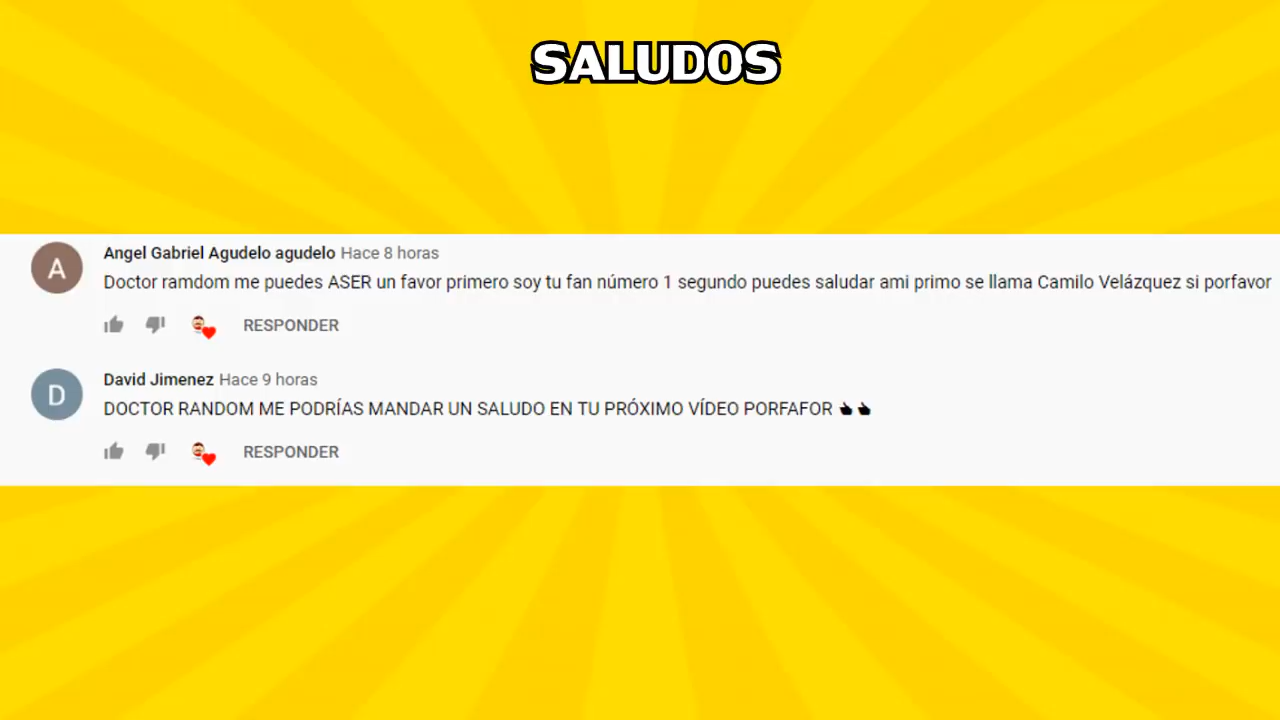 SALUDOS
Angel Gabriel Agudelo agudelo Hace 8 horas
Doctor ramdom me puedes ASER un favor primero soy tu fan número 1 segundo puedes saludar ami primo se llama Camilo Velázquez si porfavor
RESPONDER
David Jimenez Hace 9 horas
DOCTOR RANDOM ME PODRÍAS MANDAR UN SALUDO EN TU PRÓXIMO VÍDEO PORFAFOR
RESPONDER
A
D